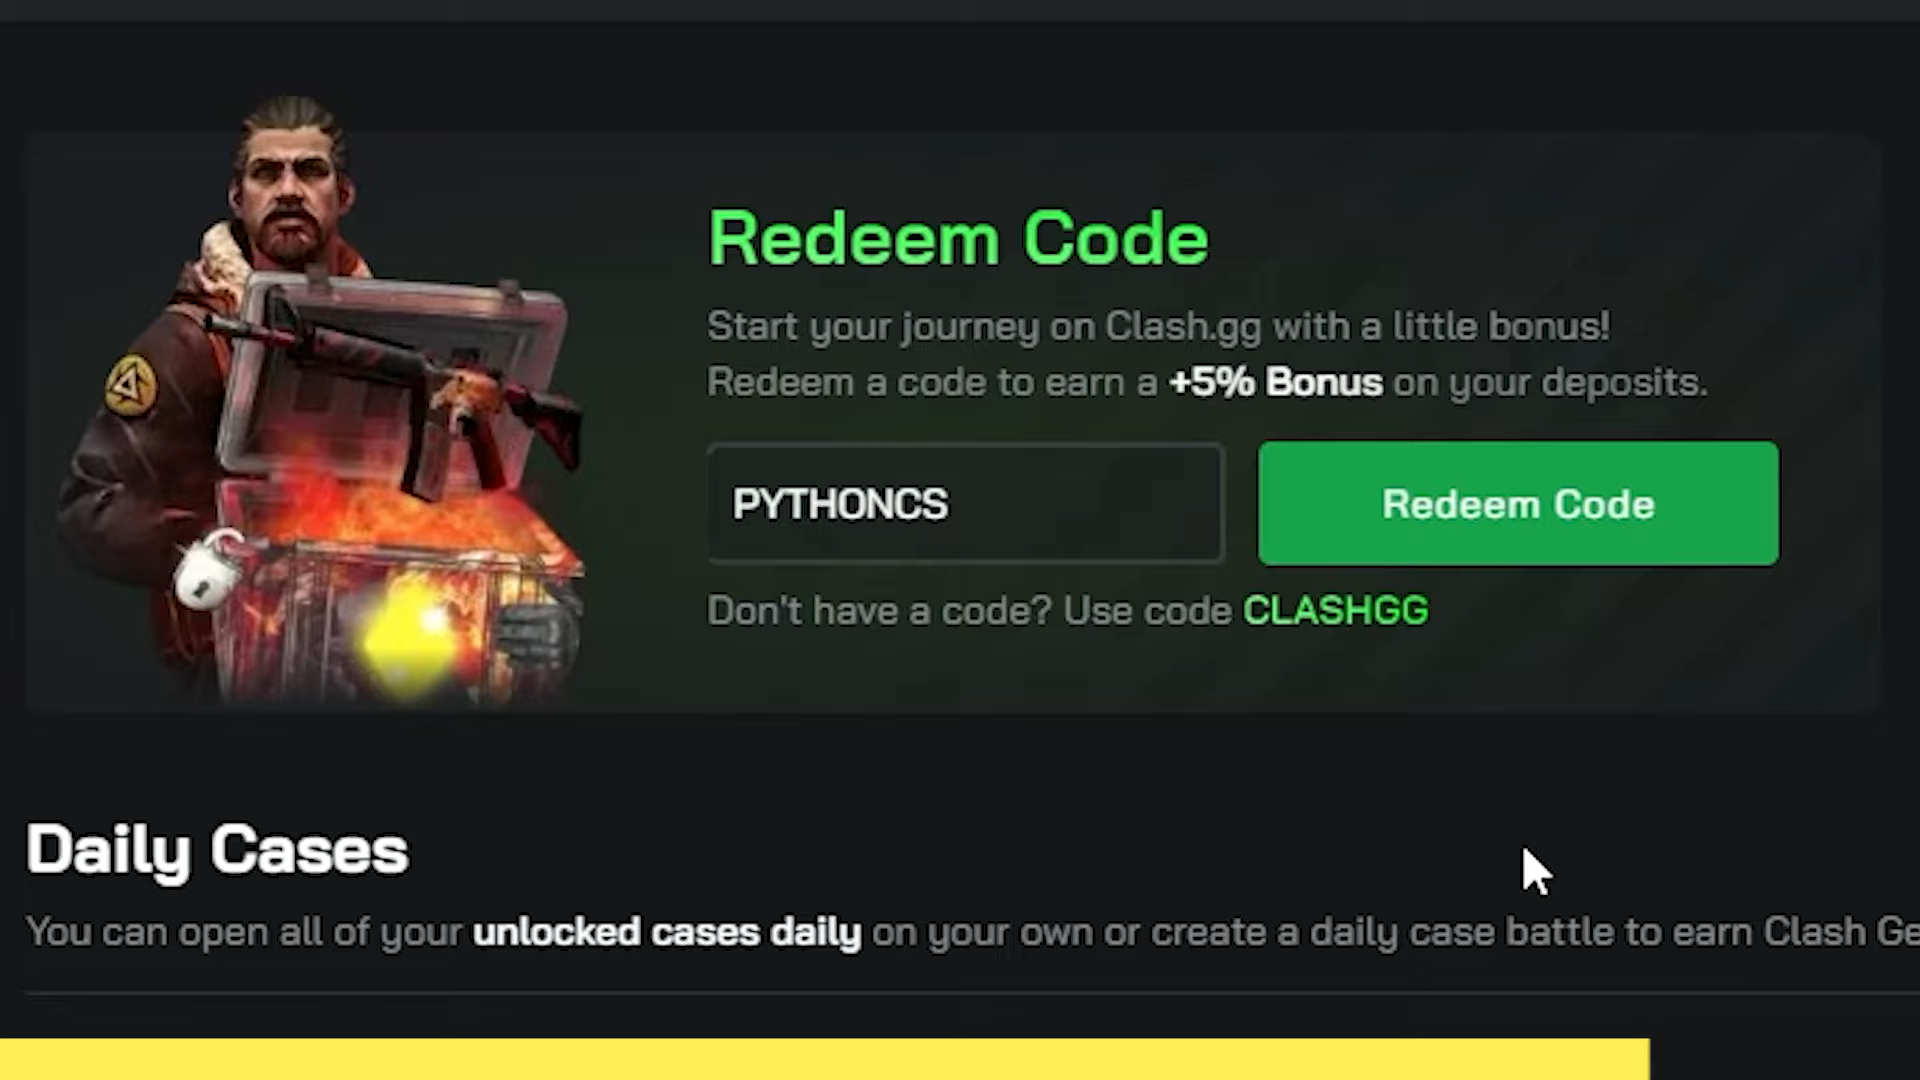 Redeem Code
Start your journey on Clash.gg with a little bonus!
Redeem a code to earn a +5% Bonus on your deposits.
PYTHONCS
Redeem Code
Don't have a code? Use code CLASHGG
Daily Cases
You can open all of your unlocked cases daily on your own or create a daily case battle to earn Clash Ge